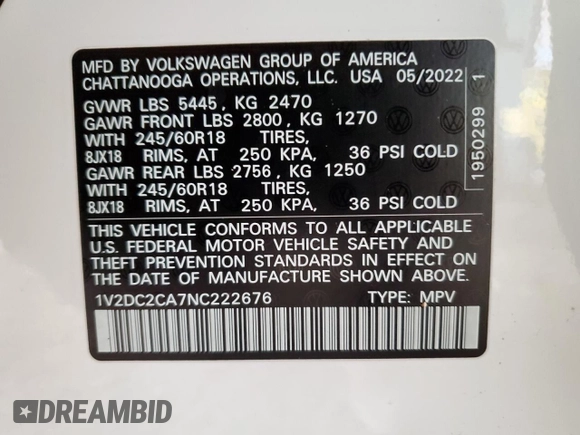 MFD BY VOLKSWAGEN GROUP OF AMERICA
CHATTANOOGA OPERATIONS, LLC. USA 05/2022
GVWR LBS 5445, KG 2470
GAWR FRONT LBS 2800, KG 1270
WITH 245/60R18 TIRES,
8JX18 RIMS, AT 250 KPA, 36 PSI COLD
GAWR REAR LBS 2756, KG 1250
WITH 245/60R18 TIRES,
8JX18 RIMS, AT 250 KPA, 36 PSI COLD
THIS VEHICLE CONFORMS TO ALL APPLICABLE
U.S. FEDERAL MOTOR VEHICLE SAFETY AND
THEFT PREVENTION STANDARDS IN EFFECT ON
THE DATE OF MANUFACTURE SHOWN ABOVE.
1V2DC2CA7NC222676 TYPE: MPV
1950299 1
DREAMBID